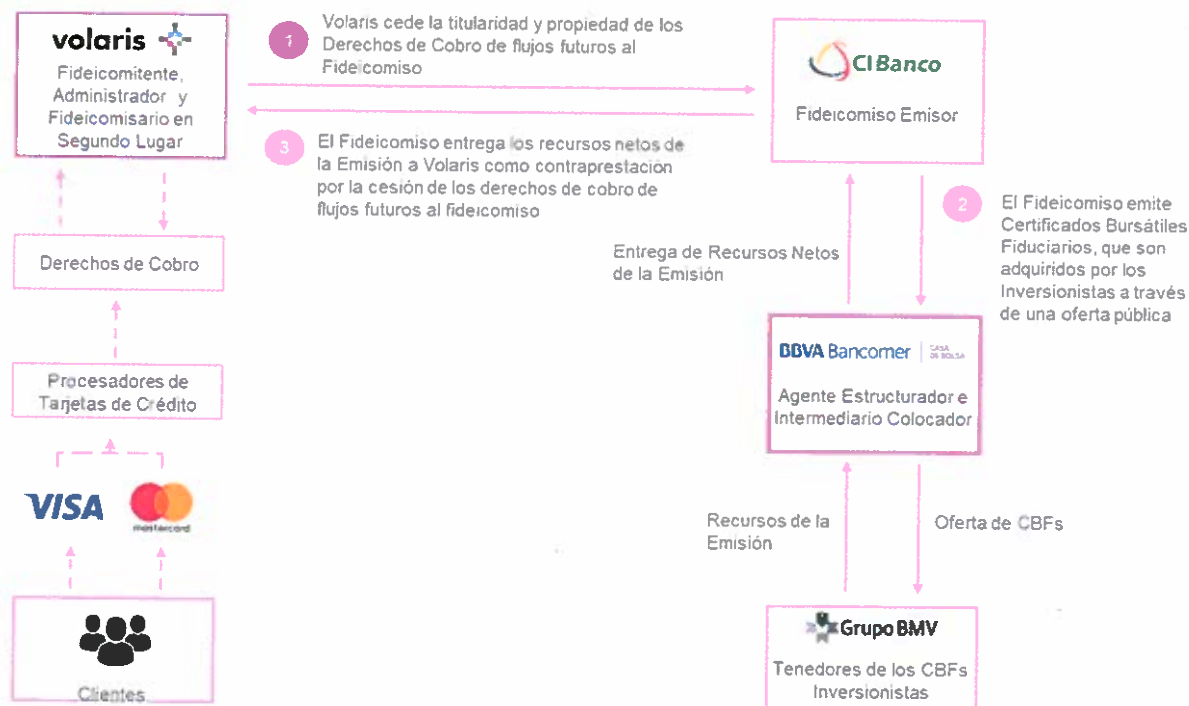 volaris
Fideicomitente,
Administrador y
Fideicomisario en
Segundo Lugar
1
Volaris cede la titularidad y propiedad de los
Derechos de Cobro de flujos futuros al
Fideicomiso
CIBanco
Fideicomiso Emisor
3
El Fideicomiso entrega los recursos netos de
la Emisión a Volaris como contraprestación
por la cesión de los derechos de cobro de
flujos futuros al fideicomiso
2
El Fideicomiso emite
Certificados Bursátiles
Fiduciarios, que son
adquiridos por los
Inversionistas a través
de una oferta pública
Entrega de Recursos Netos
de la Emisión
Derechos de Cobro
BBVA Bancomer
CASA
DE BOLSA
Agente Estructurador e
Intermediario Colocador
Procesadores de
Tarjetas de Crédito
VISA
mastercard
Recursos de la
Emisión
Oferta de CBFs
Clientes
Grupo BMV
Tenedores de los CBFs
Inversionistas